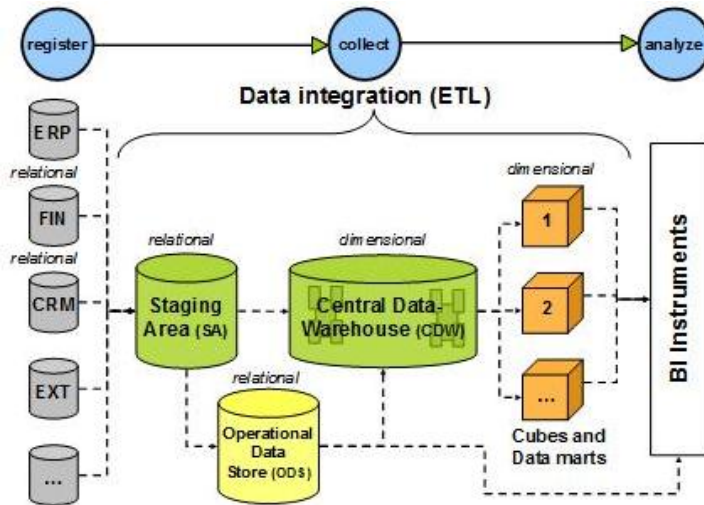 register
collect
analyze
Data integration (ETL)
ERP
relational
FIN
relational
CRM
EXT
...
relational
Staging
Area (SA)
dimensional
Central Data-
Warehouse (CDW)
relational
Operational
Data
Store (ODS)
dimensional
1
2
...
Cubes and
Data marts
BI Instruments